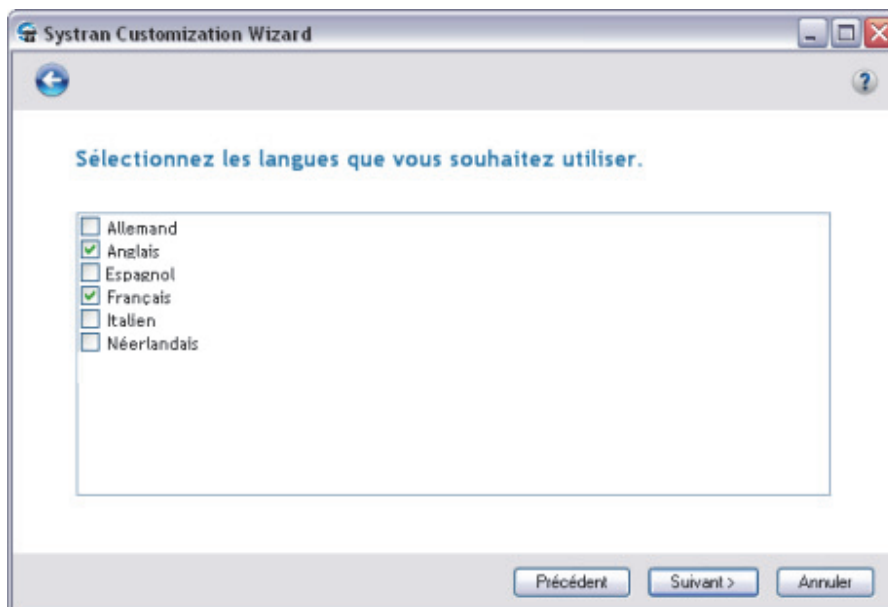 Systran Customization Wizard
?
Sélectionnez les langues que vous souhaitez utiliser.
Allemand
Anglais
Espagnol
Français
Italien
Néerlandais
Précédent Suivant > Annuler